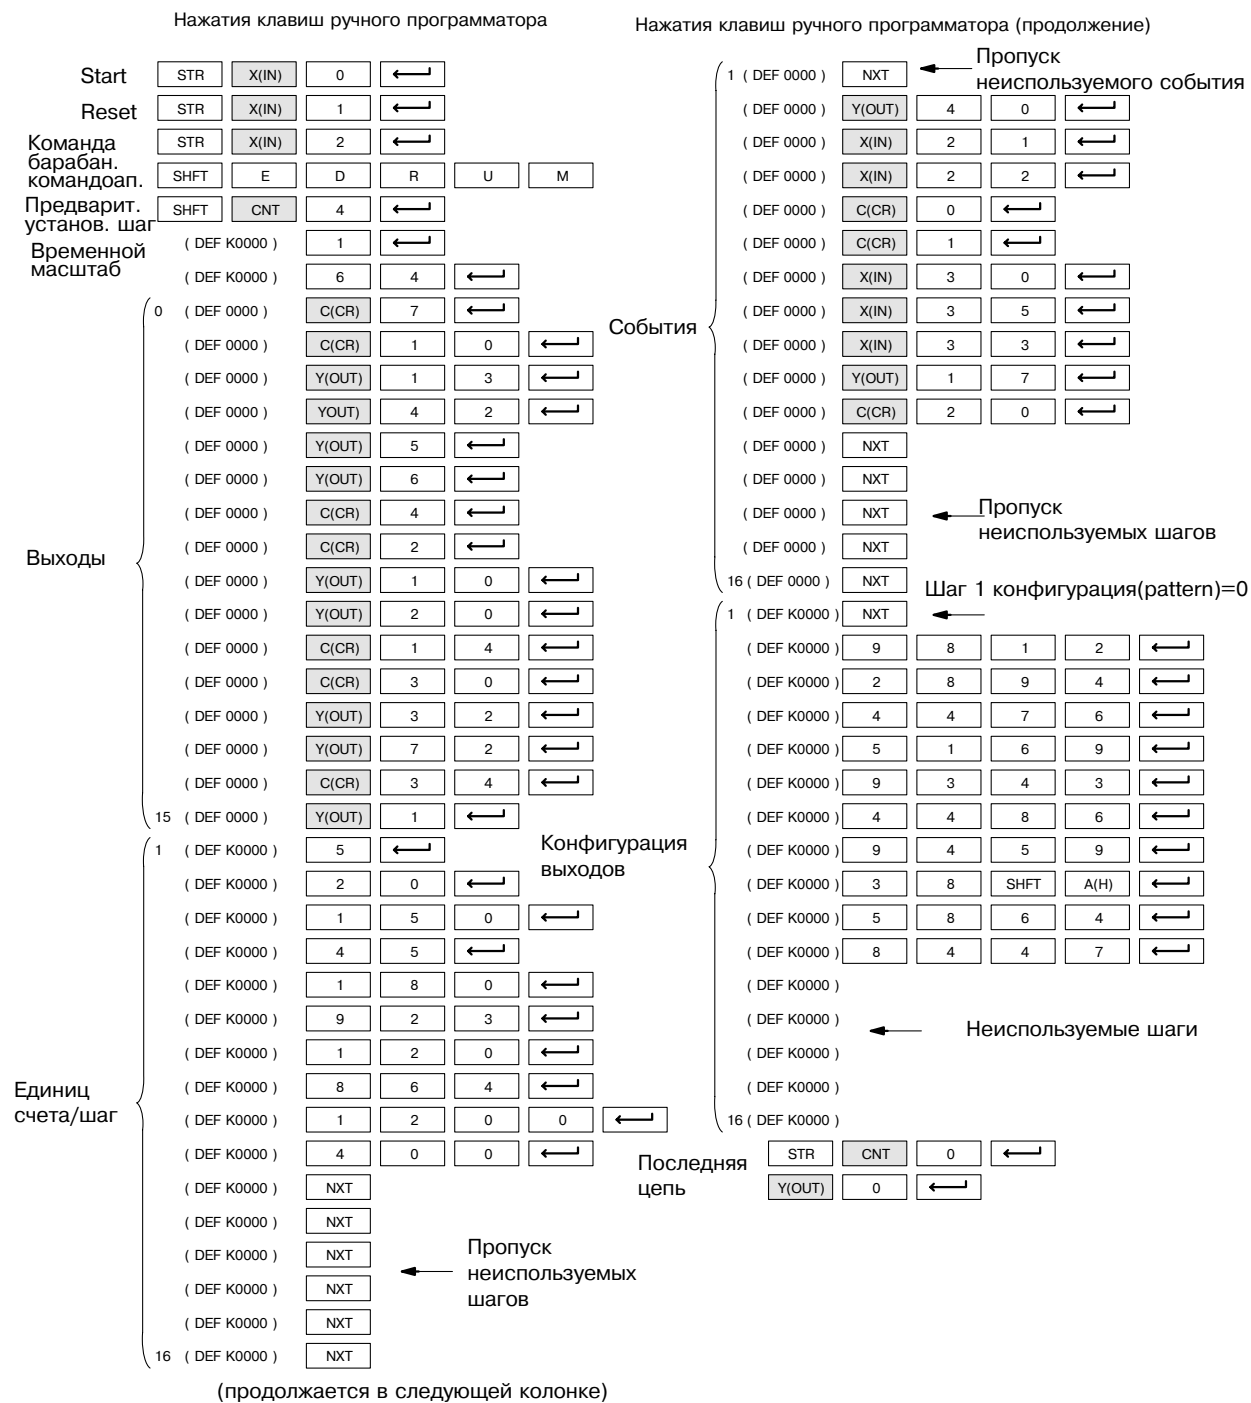 Нажатия клавиш ручного программатора
Start STR X(IN) 0
Reset STR X(IN) 1
Команда барабан. командоап. STR X(IN) 2
SHFT E D R U M
Предварит. установ. шаг SHFT CNT 4
Временной масштаб ( DEF K0000 ) 1
( DEF K0000 ) 6 4
Выходы
0 ( DEF 0000 ) C(CR) 7
( DEF 0000 ) C(CR) 1 0
( DEF 0000 ) Y(OUT) 1 3
( DEF 0000 ) YOUT) 4 2
( DEF 0000 ) Y(OUT) 5
( DEF 0000 ) Y(OUT) 6
( DEF 0000 ) C(CR) 4
( DEF 0000 ) C(CR) 2
( DEF 0000 ) Y(OUT) 1 0
( DEF 0000 ) Y(OUT) 2 0
( DEF 0000 ) C(CR) 1 4
( DEF 0000 ) C(CR) 3 0
( DEF 0000 ) Y(OUT) 3 2
( DEF 0000 ) Y(OUT) 7 2
( DEF 0000 ) C(CR) 3 4
15 ( DEF 0000 ) Y(OUT) 1
Единиц счета/шаг
1 ( DEF K0000 ) 5
( DEF K0000 ) 2 0
( DEF K0000 ) 1 5 0
( DEF K0000 ) 4 5
( DEF K0000 ) 1 8 0
( DEF K0000 ) 9 2 3
( DEF K0000 ) 1 2 0
( DEF K0000 ) 8 6 4
( DEF K0000 ) 1 2 0 0
( DEF K0000 ) 4 0 0
( DEF K0000 ) NXT
( DEF K0000 ) NXT
( DEF K0000 ) NXT
( DEF K0000 ) NXT
( DEF K0000 ) NXT
16 ( DEF K0000 ) NXT
Пропуск
неиспользуемых
шагов
(продолжается в следующей колонке)
Нажатия клавиш ручного программатора (продолжение)
События
1 ( DEF 0000 ) NXT
Пропуск
неиспользуемого события
( DEF 0000 ) Y(OUT) 4 0
( DEF 0000 ) X(IN) 2 1
( DEF 0000 ) X(IN) 2 2
( DEF 0000 ) C(CR) 0
( DEF 0000 ) C(CR) 1
( DEF 0000 ) X(IN) 3 0
( DEF 0000 ) X(IN) 3 5
( DEF 0000 ) X(IN) 3 3
( DEF 0000 ) Y(OUT) 1 7
( DEF 0000 ) C(CR) 2 0
( DEF 0000 ) NXT
( DEF 0000 ) NXT
( DEF 0000 ) NXT
( DEF 0000 ) NXT
16 ( DEF 0000 ) NXT
Пропуск
неиспользуемых шагов
Шаг 1 конфигурация(pattern)=0
Конфигурация
выходов
1 ( DEF K0000 ) NXT
( DEF K0000 ) 9 8 1 2
( DEF K0000 ) 2 8 9 4
( DEF K0000 ) 4 4 7 6
( DEF K0000 ) 5 1 6 9
( DEF K0000 ) 9 3 4 3
( DEF K0000 ) 4 4 8 6
( DEF K0000 ) 9 4 5 9
( DEF K0000 ) 3 8 SHFT A(H)
( DEF K0000 ) 5 8 6 4
( DEF K0000 ) 8 4 4 7
( DEF K0000 )
( DEF K0000 )
( DEF K0000 )
( DEF K0000 )
16 ( DEF K0000 )
Неиспользуемые шаги
Последняя
цепь
STR CNT 0
Y(OUT) 0